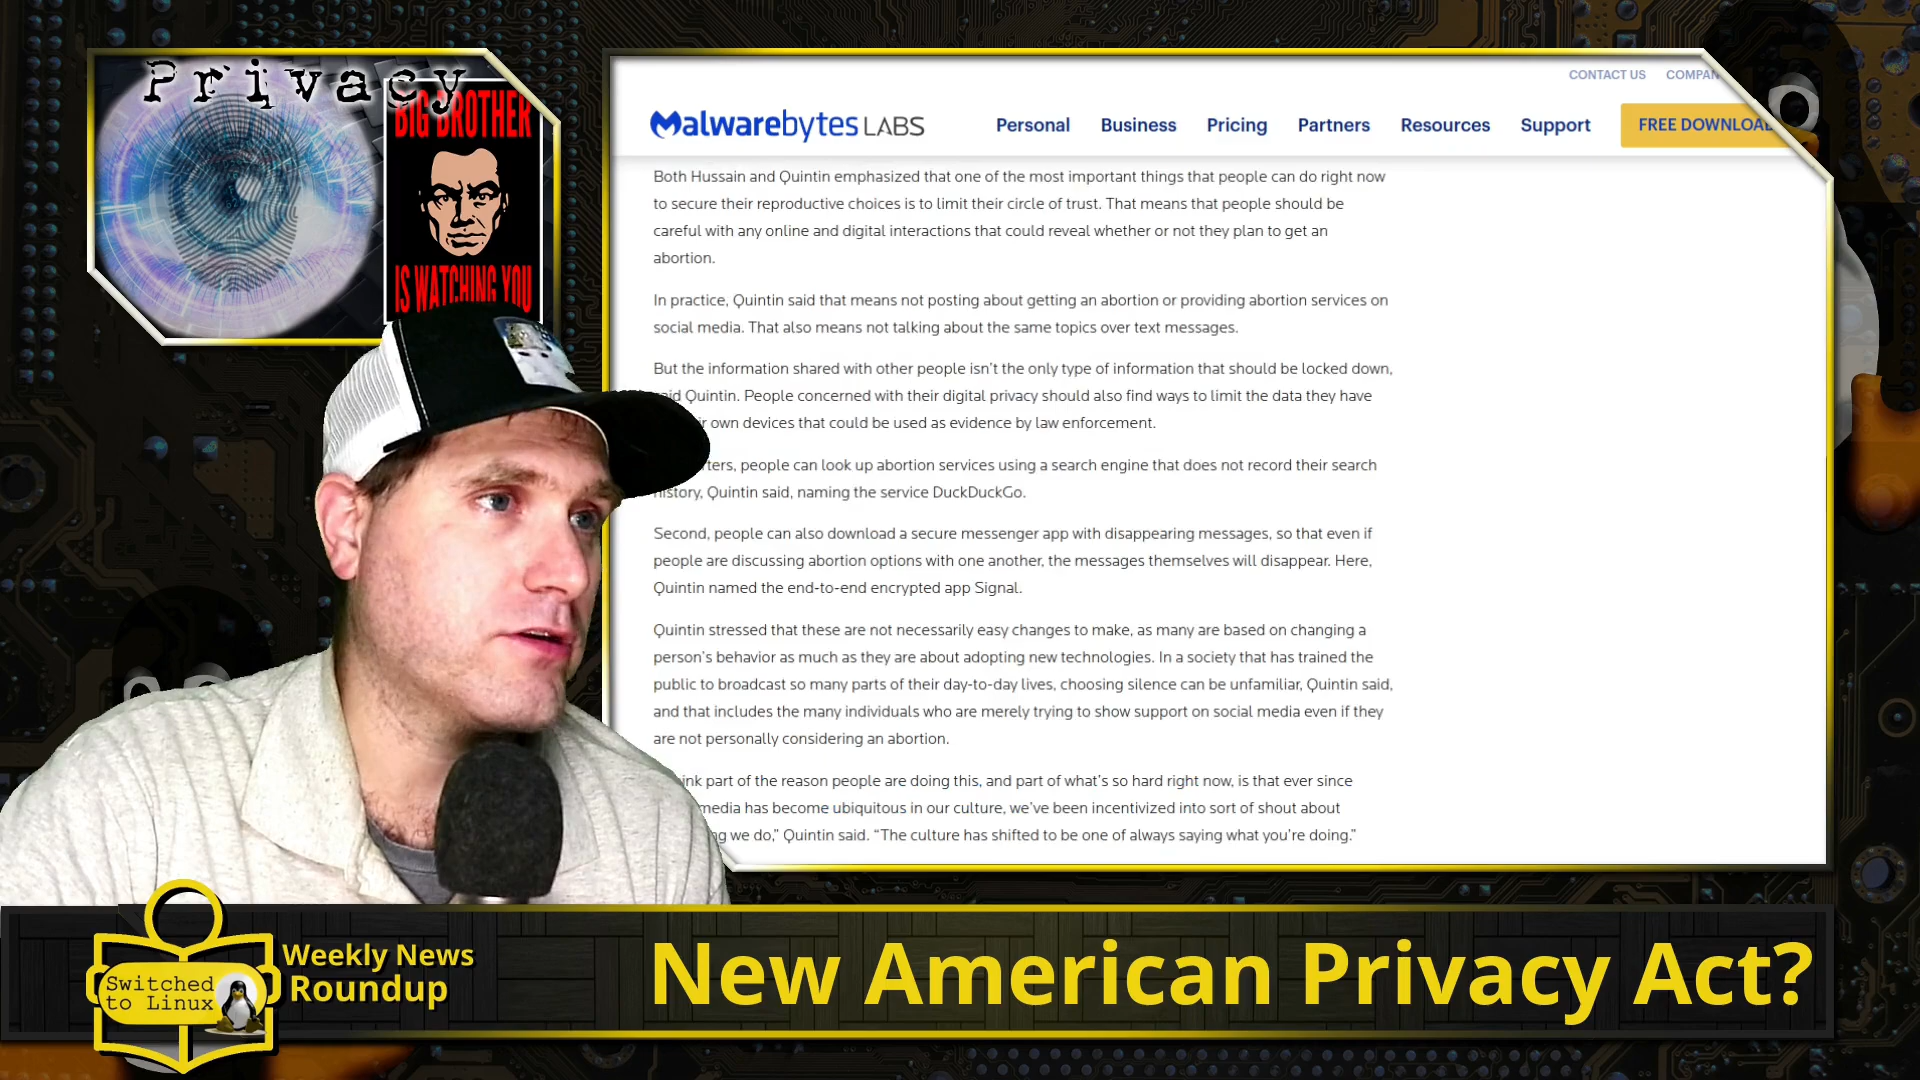 Privacy
BIG BROTHER
IS WATCHING YOU
CONTACT US
Malwarebytes LABS
Personal
Business
Pricing
Partners
Resources
Support
FREE
Both Hussain and Quintin emphasized that one of the most important things that people can do right now
to secure their reproductive choices is to limit their circle of trust. That means that people should be
careful with any online and digital interactions that could reveal whether or not they plan to get an
abortion.
In practice, Quintin said that means not posting about getting an abortion or providing abortion services on
social media. That also means not talking about the same topics over text messages.
But the information shared with other people isn't the only type of information that should be locked down,
Quintin. People concerned with their digital privacy should also find ways to limit the data they have
own devices that could be used as evidence by law enforcement.
people can look up abortion services using a search engine that does not record their search
history, Quintin said, naming the service DuckDuckGo.
Second, people can also download a secure messenger app with disappearing messages, so that even if
people are discussing abortion options with one another, the messages themselves will disappear. Here,
Quintin named the end-to-end encrypted app Signal.
Quintin stressed that these are not necessarily easy changes to make, as many are based on changing a
person's behavior as much as they are about adopting new technologies. In a society that has trained the
public to broadcast so many parts of their day-to-day lives, choosing silence can be unfamiliar, Quintin said,
and that includes the many individuals who are merely trying to show support on social media even if they
are not personally considering an abortion.
part of the reason people are doing this, and part of what's so hard right now, is that ever since
media has become ubiquitous in our culture, we've been incentivized into sort of shout about
we do,” Quintin said. “The culture has shifted to be one of always saying what you're doing.”
Switched
to Linux
Weekly News
Roundup
New American Privacy Act?